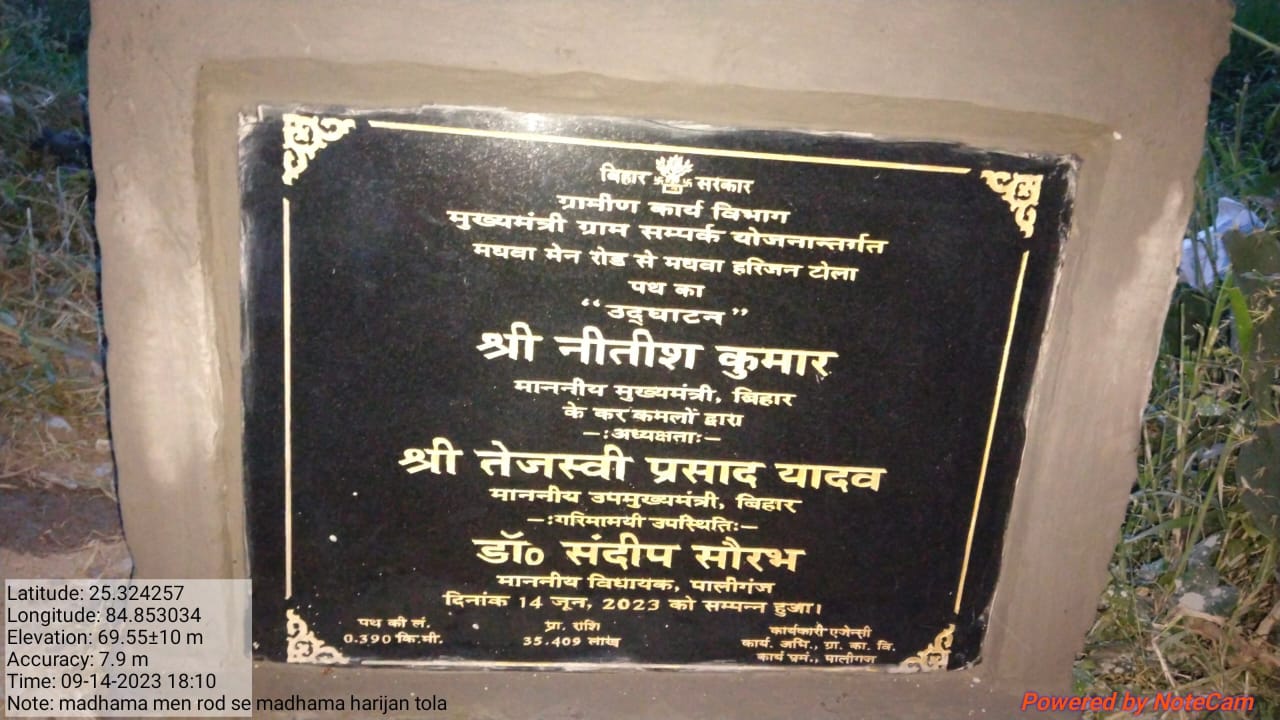 बिहार सरकार
ग्रामीण कार्य विभाग
मुख्यमंत्री ग्राम सम्पर्क योजनान्तर्गत
मघवा मेन रोड से मघवा हरिजन टोला
पथ का
“उद्घाटन”
श्री नीतीश कुमार
माननीय मुख्यमंत्री, बिहार
के कर कमलों द्वारा
-:अध्यक्षताः-
श्री तेजस्वी प्रसाद यादव
माननीय उपमुख्यमंत्री, बिहार
-:गरिमामयी उपस्थितिः-
डॉ० संदीप सौरभ
माननीय विधायक, पालीगंज
दिनांक 14 जून, 2023 को सम्पन्न हुआ।
पथ की लं. प्रा. राशि कार्यकारी एजेन्सी
0.390 कि.मी. 35.409 लाख कार्य. अभि., ग्रा. का. वि.
कार्य प्रमं., पालीगंज
Latitude: 25.324257
Longitude: 84.853034
Elevation: 69.55±10 m
Accuracy: 7.9 m
Time: 09-14-2023 18:10
Note: madhama men rod se madhama harijan tola
Powered by NoteCam